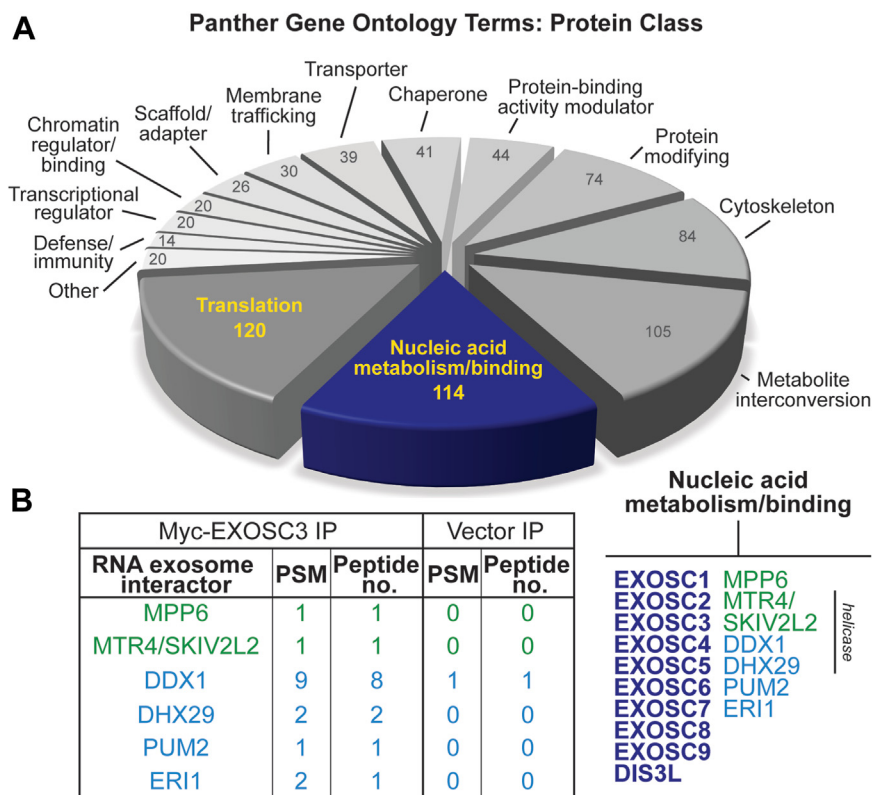 A
Panther Gene Ontology Terms: Protein Class
Transporter
Chaperone
Protein-binding
activity modulator
Membrane
trafficking
Scaffold/
adapter
Chromatin
regulator/
binding
Transcriptional
regulator
Defense/
immunity
Other
Protein
modifying
Cytoskeleton
Metabolite
interconversion
20
14
20
20
26
30
39
41
44
74
84
105
Translation
120
Nucleic acid
metabolism/binding
114
B
Myc-EXOSC3 IP Vector IP
RNA exosome
interactor PSM Peptide
no. PSM Peptide
no.
MPP6 1 1 0 0
MTR4/SKIV2L2 1 1 0 0
DDX1 9 8 1 1
DHX29 2 2 0 0
PUM2 1 1 0 0
ERI1 2 1 0 0
Nucleic acid
metabolism/binding
EXOSC1 MPP6
EXOSC2 MTR4/
EXOSC3 SKIV2L2
EXOSC4 DDX1
EXOSC5 DHX29
EXOSC6 PUM2
EXOSC7 ERI1
EXOSC8
EXOSC9
DIS3L
helicase